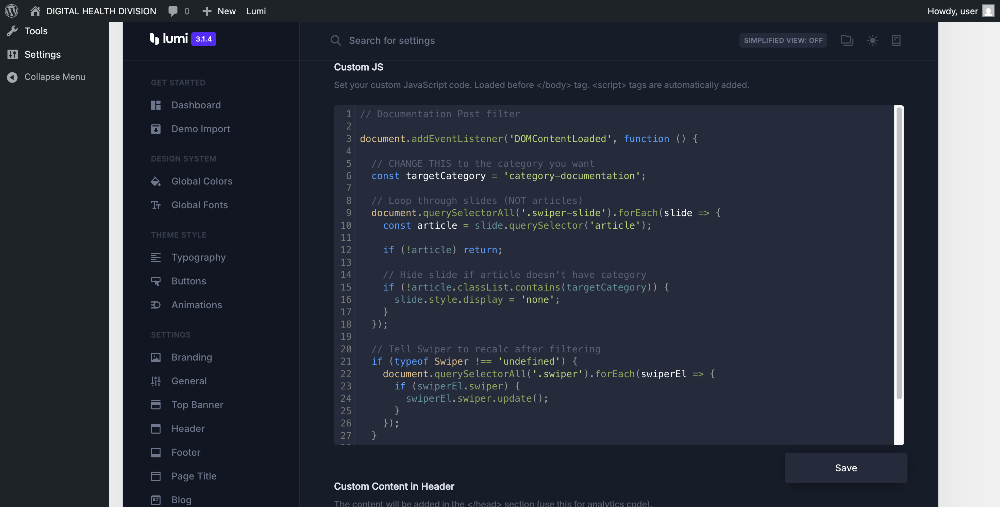 DIGITAL HEALTH DIVISION
0
New
Lumi
Howdy, user
Tools
Settings
Collapse Menu
lumi 3.1.4
GET STARTED
Dashboard
Demo Import
DESIGN SYSTEM
Global Colors
Global Fonts
THEME STYLE
Typography
Buttons
Animations
SETTINGS
Branding
General
Top Banner
Header
Footer
Page Title
Blog
Search for settings
SIMPLIFIED VIEW: OFF
Custom JS
Set your custom JavaScript code. Loaded before </body> tag. <script> tags are automatically added.
1 // Documentation Post filter
2
3 document.addEventListener('DOMContentLoaded', function () {
4
5 // CHANGE THIS to the category you want
6 const targetCategory = 'category-documentation';
7
8 // Loop through slides (NOT articles)
9 document.querySelectorAll('.swiper-slide').forEach(slide => {
10 const article = slide.querySelector('article');
11
12 if (!article) return;
13
14 // Hide slide if article doesn't have category
15 if (!article.classList.contains(targetCategory)) {
16 slide.style.display = 'none';
17 }
18 });
19
20 // Tell Swiper to recalc after filtering
21 if (typeof Swiper !== 'undefined') {
22 document.querySelectorAll('.swiper').forEach(swiperEl => {
23 if (swiperEl.swiper) {
24 swiperEl.swiper.update();
25 }
26 });
27 }
Save
Custom Content in Header
The content will be added in the </head> section (use this for analytics code).